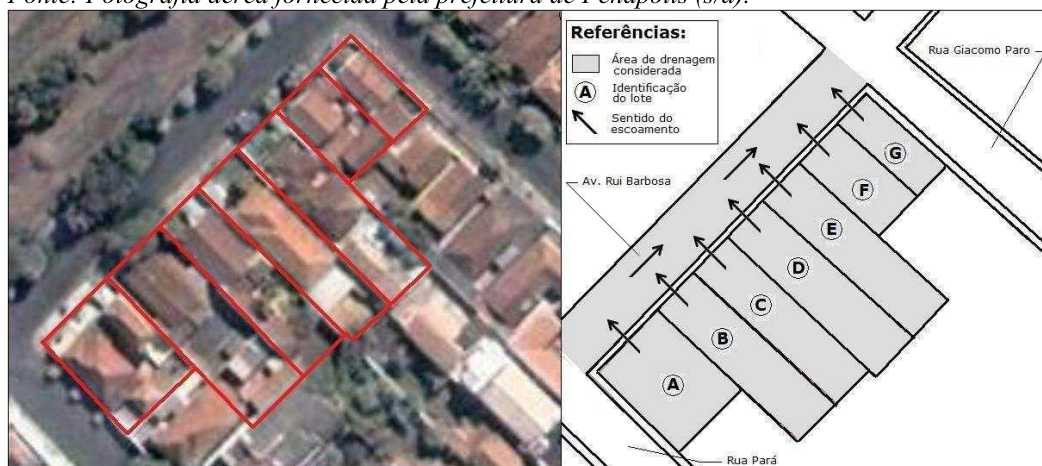 Fonte: Fotografia aérea fornecida pela prefeitura de Penápolis (s/d).
Referências:
Área de drenagem
considerada
A
Identificação
do lote
Sentido do
escoamento
Rua Giacomo Paro
Av. Rui Barbosa
G
F
E
D
C
B
A
Rua Pará